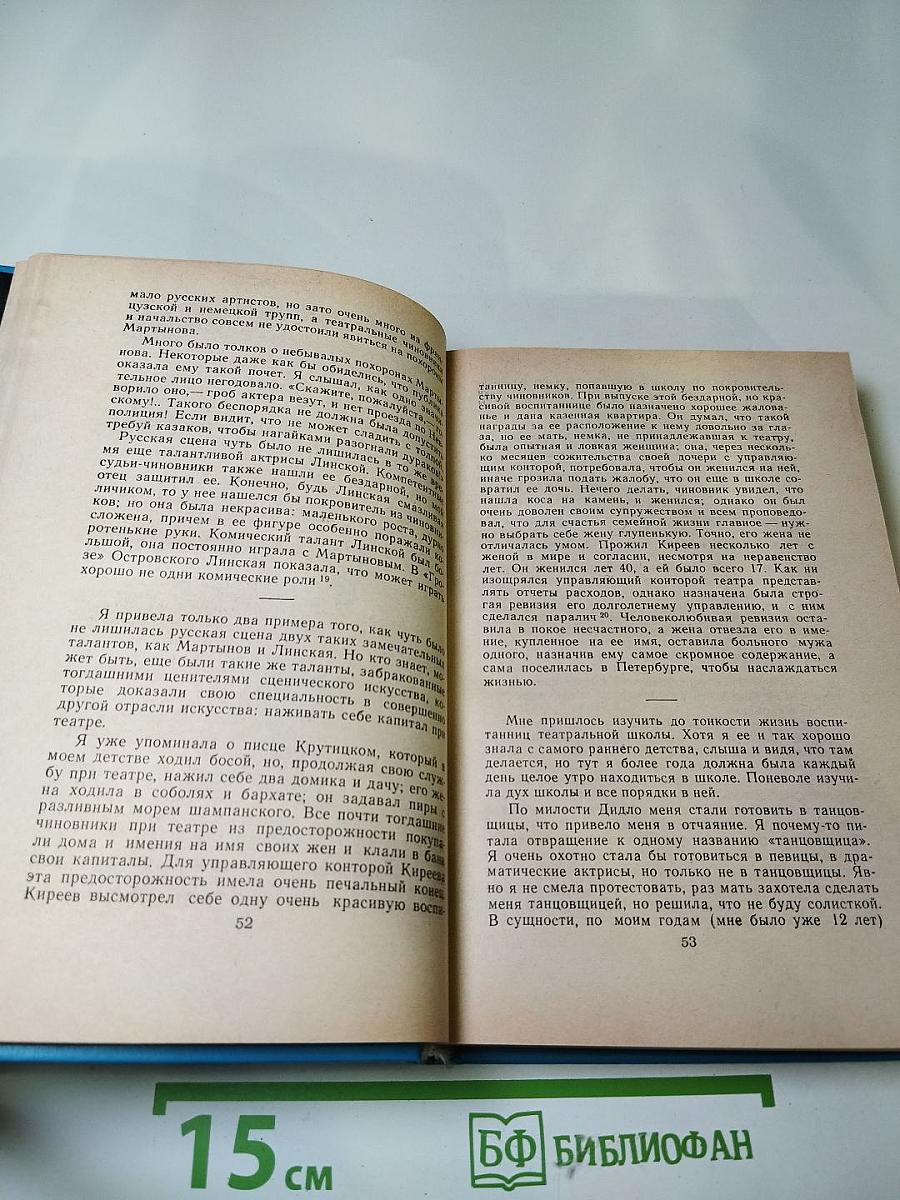 мало русских артистов, но зато очень много из фран-
цузской и немецкой трупп, а театральные чиновники
и начальство совсем не удостоили явиться на похороны
Мартынова.
Много было толков о небывалых похоронах Марты-
нова. Некоторые даже как бы обиделись, что публика
оказала ему такой почет. Я слышал, как одно значи-
тельное лицо негодовало. «Скажите, пожалуйста,— го-
ворило оно,— гроб актера везут, и нет проезда по Нев-
скому!.. Такого беспорядка не должна была допустить
полиция! Если видит, что не может сладить с толпой,
требуй казаков, чтобы нагайками разогнали дураков!»
Русская сцена чуть было не лишилась в то же вре-
мя еще талантливой актрисы Линской. Компетентные
судьи-чиновники также нашли ее бездарной, но мой
отец защитил ее. Конечно, будь Линская со смазливым
личиком, то у нее нашелся бы покровитель из чиновни-
ков; но она была некрасива: маленького роста, дурно
сложена, причем в ее фигуре особенно поражали ко-
ротенькие руки. Комический талант Линской был бо-
льшой, она постоянно играла с Мартыновым. В «Гро-
зе» Островского Линская показала, что может играть
хорошо не одни комические роли 19.
Я привела только два примера того, как чуть было
не лишилась русская сцена двух таких замечательных
талантов, как Мартынов и Линская. Но кто знает, мо-
жет быть, еще были такие же таланты, забракованные
тогдашними ценителями сценического искусства, ко-
торые доказали свою специальность в совершенно
другой отрасли искусства: наживать себе капитал при
театре.
Я уже упоминала о писце Крутицком, который в
моем детстве ходил босой, но, продолжая свою служ-
бу при театре, нажил себе два домика и дачу; его же-
на ходила в соболях и бархате; он задавал пиры с
разливным морем шампанского. Все почти тогдашние
чиновники при театре из предосторожности покупа-
ли дома и имения на имя своих жен и клали в банк
свои капиталы. Для управляющего конторой Киреева
эта предосторожность имела очень печальный конец.
Киреев высмотрел себе одну очень красивую воспи-
52
танницу, немку, попавшую в школу по покровитель-
ству чиновников. При выпуске этой бездарной, но кра-
сивой воспитаннице было назначено хорошее жалова-
нье и дана казенная квартира. Он думал, что такой
награды за ее расположение к нему довольно за гла-
за, но ее мать, немка, не принадлежавшая к театру,
была опытная и ловкая женщина; она, через несколь-
ко месяцев сожительства своей дочери с управляю-
щим конторой, потребовала, чтобы он женился на ней,
иначе грозила подать жалобу, что он еще в школе со-
вратил ее дочь. Нечего делать, чиновник увидел, что
нашла коса на камень, и женился; однако он был
очень доволен своим супружеством и всем проповедо-
вал, что для счастья семейной жизни главное — нуж-
но выбрать себе жену глупенькую. Точно, его жена не
отличалась умом. Прожил Киреев несколько лет с
женой в мире и согласии, несмотря на неравенство
лет. Он женился лет 40, а ей было всего 17. Как ни
изощрялся управляющий конторой театра представ-
лять отчеты расходов, однако назначена была стро-
гая ревизия его долголетнему управлению, и с ним
сделался паралич 20. Человеколюбивая ревизия оста-
вила в покое несчастного, а жена отвезла его в име-
ние, купленное на ее имя, оставила больного мужа
одного, назначив ему самое скромное содержание, а
сама поселилась в Петербурге, чтобы наслаждаться
жизнью.
Мне пришлось изучить до тонкости жизнь воспи-
танниц театральной школы. Хотя я ее и так хорошо
знала с самого раннего детства, слыша и видя, что там
делается, но тут я более года должна была каждый
день целое утро находиться в школе. Поневоле изучи-
ла дух школы и все порядки в ней.
По милости Дидло меня стали готовить в танцов-
щицы, что привело меня в отчаяние. Я почему-то пи-
тала отвращение к одному названию «танцовщица».
Я очень охотно стала бы готовиться в певицы, в дра-
матические актрисы, но только не в танцовщицы. Яв-
но я не смела протестовать, раз мать захотела сделать
меня танцовщицей, но решила, что не буду солисткой.
В сущности, по моим годам (мне было уже 12 лет)
53
15 см
БФ БИБЛИОФАН